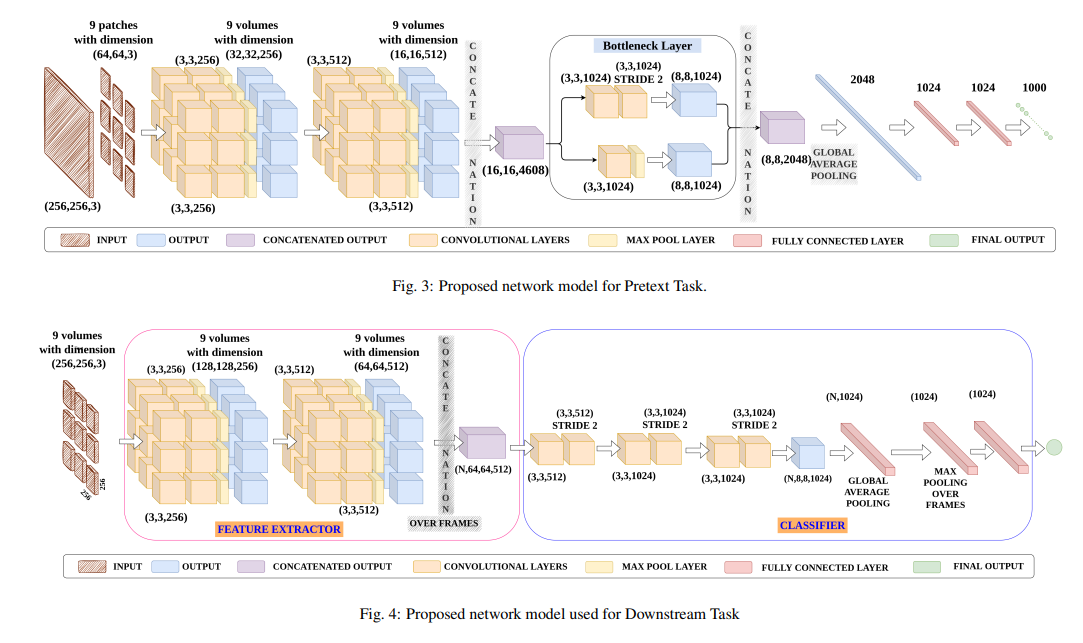 9 patches
with dimension
(64,64,3)
9 volumes
with dimension
(32,32,256)
9 volumes
with dimension
(16,16,512)
(3,3,256)
(3,3,512)
CONCATE
NATION
Bottleneck Layer
(3,3,1024)
(3,3,1024)
STRIDE 2
(8,8,1024)
CONCATE
NATION
2048
1024
1024
1000
(16,16,4608)
(8,8,2048)
GLOBAL
AVERAGE
POOLING
(3,3,1024)
(8,8,1024)
(256,256,3)
(3,3,256)
(3,3,512)
INPUT
OUTPUT
CONCATENATED OUTPUT
CONVOLUTIONAL LAYERS
MAX POOL LAYER
FULLY CONNECTED LAYER
FINAL OUTPUT
Fig. 3: Proposed network model for Pretext Task.
9 volumes
with dimension
(256,256,3)
9 volumes
with dimension
(128,128,256)
9 volumes
with dimension
(64,64,512)
(3,3,256)
(3,3,512)
CONCATE
NATION
OVER FRAMES
256
256
(3,3,256)
(3,3,512)
FEATURE EXTRACTOR
(N,64,64,512)
(3,3,512)
STRIDE 2
(3,3,1024)
STRIDE 2
(3,3,1024)
STRIDE 2
(3,3,512)
(3,3,1024)
(3,3,1024)
(N,8,8,1024)
(N,1024)
(1024)
(1024)
GLOBAL
AVERAGE
POOLING
MAX
POOLING
OVER
FRAMES
CLASSIFIER
INPUT
OUTPUT
CONCATENATED OUTPUT
CONVOLUTIONAL LAYERS
MAX POOL LAYER
FULLY CONNECTED LAYER
FINAL OUTPUT
Fig. 4: Proposed network model used for Downstream Task